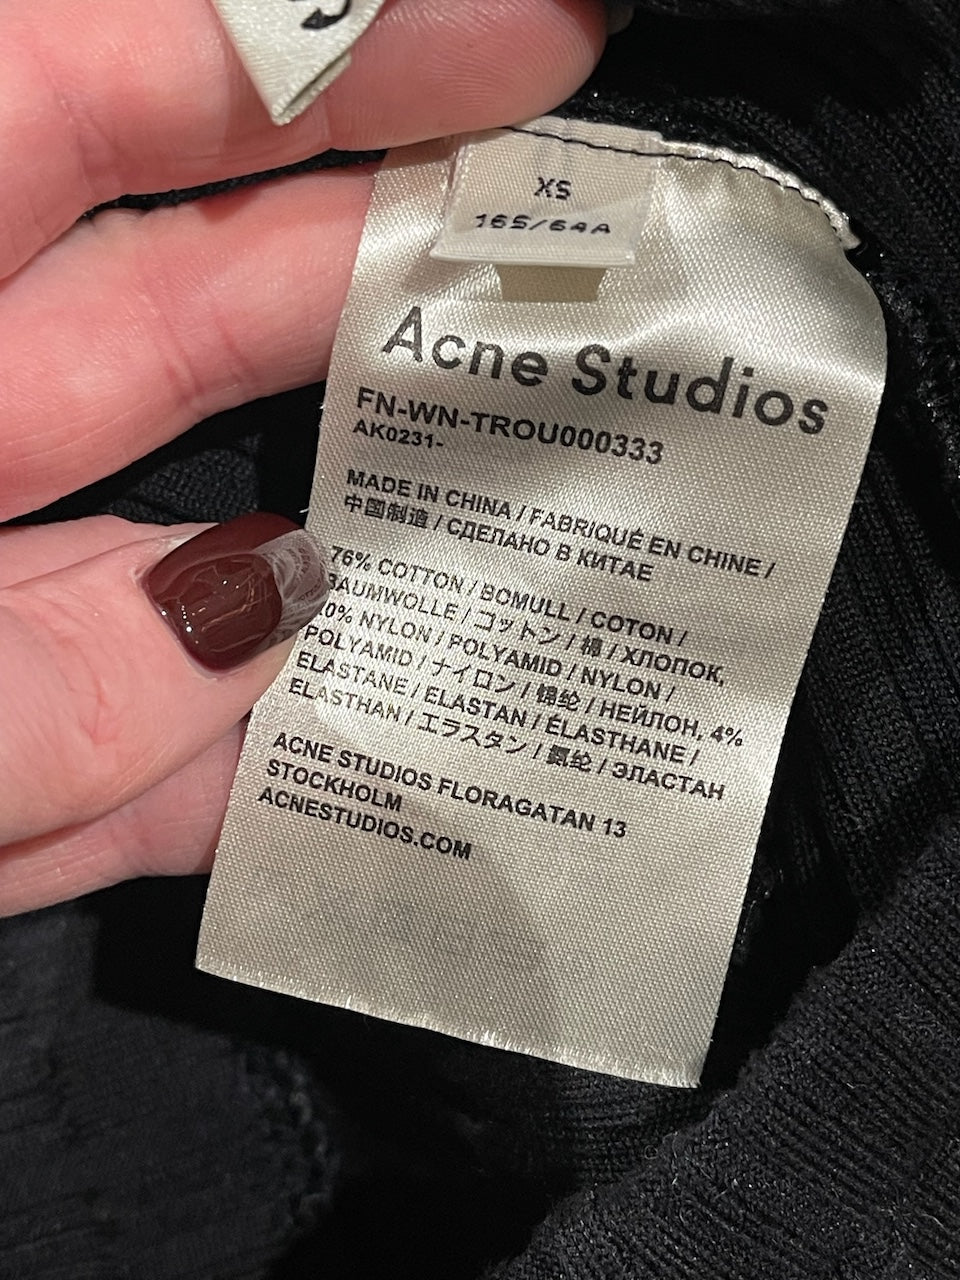 XS
165/64A
Acne Studios
FN-WN-TROU000333
AK0231-
MADE IN CHINA / FABRIQUÉ EN CHINE /
中国制造 / СДЕЛАНО В КИТАЕ
76% COTTON / BOMULL / COTON /
BAUMWOLLE / コットン / 棉 / ХЛОПОК,
NYLON / POLYAMID / NYLON /
POLYAMID / ナイロン / 锦纶 / НЕЙЛОН, 4%
ELASTANE / ELASTAN / ÉLASTHANE /
ELASTHAN / エラスタン / 氨纶 / ЭЛАСТАН
ACNE STUDIOS FLORAGATAN 13
STOCKHOLM
ACNESTUDIOS.COM